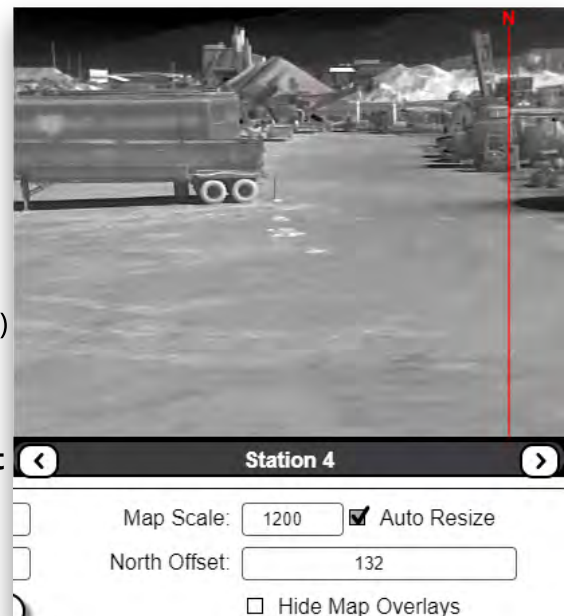 N
)
t
Station 4
Map Scale: 1200 Auto Resize
North Offset: 132
Hide Map Overlays